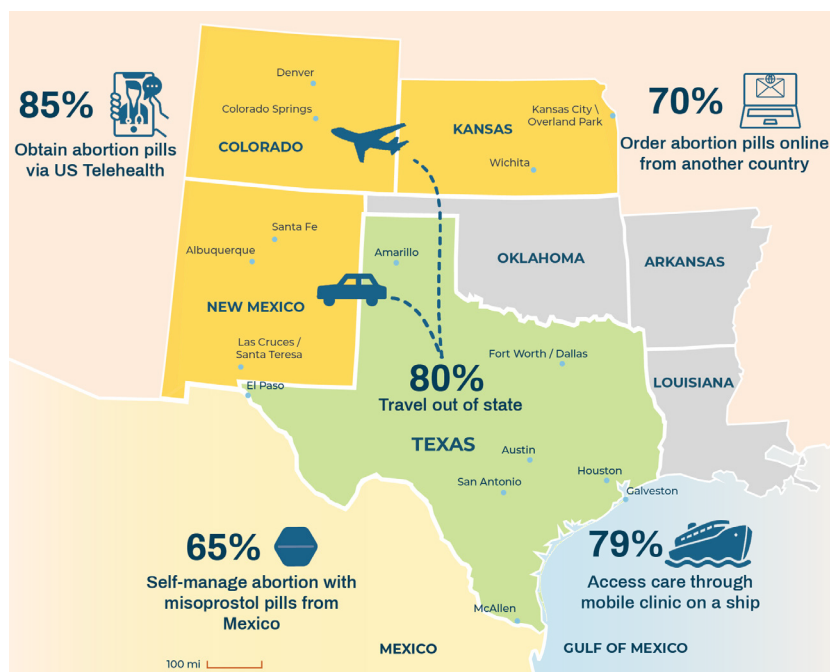 Denver
Colorado Springs
COLORADO
85%
Obtain abortion pills
via US Telehealth
KANSAS
Kansas City \
Overland Park
Wichita
70%
Order abortion pills online
from another country
Santa Fe
Albuquerque
NEW MEXICO
Las Cruces /
Santa Teresa
El Paso
Amarillo
OKLAHOMA
ARKANSAS
LOUISIANA
80%
Travel out of state
Fort Worth / Dallas
TEXAS
Austin
San Antonio
Houston
Galveston
65%
Self-manage abortion with
misoprostol pills from
Mexico
79%
Access care through
mobile clinic on a ship
McAllen
MEXICO
GULF OF MEXICO
100 mi